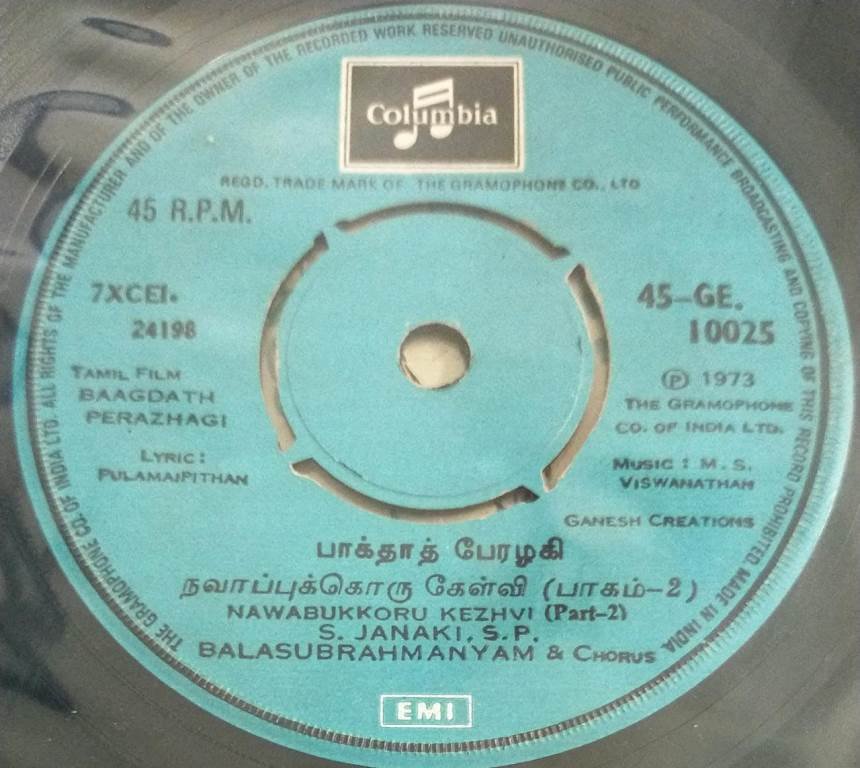 THE GRAMOPHONE CO. OF INDIA LTD. ALL RIGHTS OF THE MANUFACTURER AND OF THE OWNER OF THE RECORDED WORK RESERVED UNAUTHORISED PUBLIC PERFORMANCE BROADCASTING AND COPYING OF THIS RECORD PROHIBITED. MADE IN INDIA
Columbia
REGD. TRADE MARK OF THE GRAMOPHONE CO., LTD
45 R.P.M.
7XCEI.
24198
45-GE.
10025
TAMIL FILM
BAAGDATH
PERAZHAGI
LYRIC:
PULAMAIPITHAN
Ⓟ 1973
THE GRAMOPHONE
CO. OF INDIA LTD.
MUSIC : M. S.
VISWANATHAN
GANESH CREATIONS
பாக்தாத் பேரழகி
நவாப்புக்கொரு கேள்வி (பாகம்-2)
NAWABUKKORU KEZHVI (Part-2)
S. JANAKI, S.P.
BALASUBRAHMANYAM & CHORUS
EMI